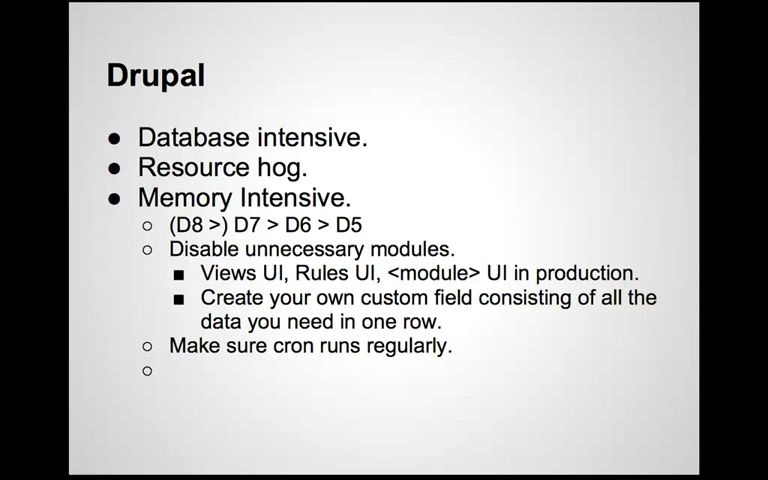 Drupal
● Database intensive.
● Resource hog.
● Memory Intensive.
○ (D8 >) D7 > D6 > D5
○ Disable unnecessary modules.
■ Views UI, Rules UI, <module> UI in production.
■ Create your own custom field consisting of all the
data you need in one row.
○ Make sure cron runs regularly.
○